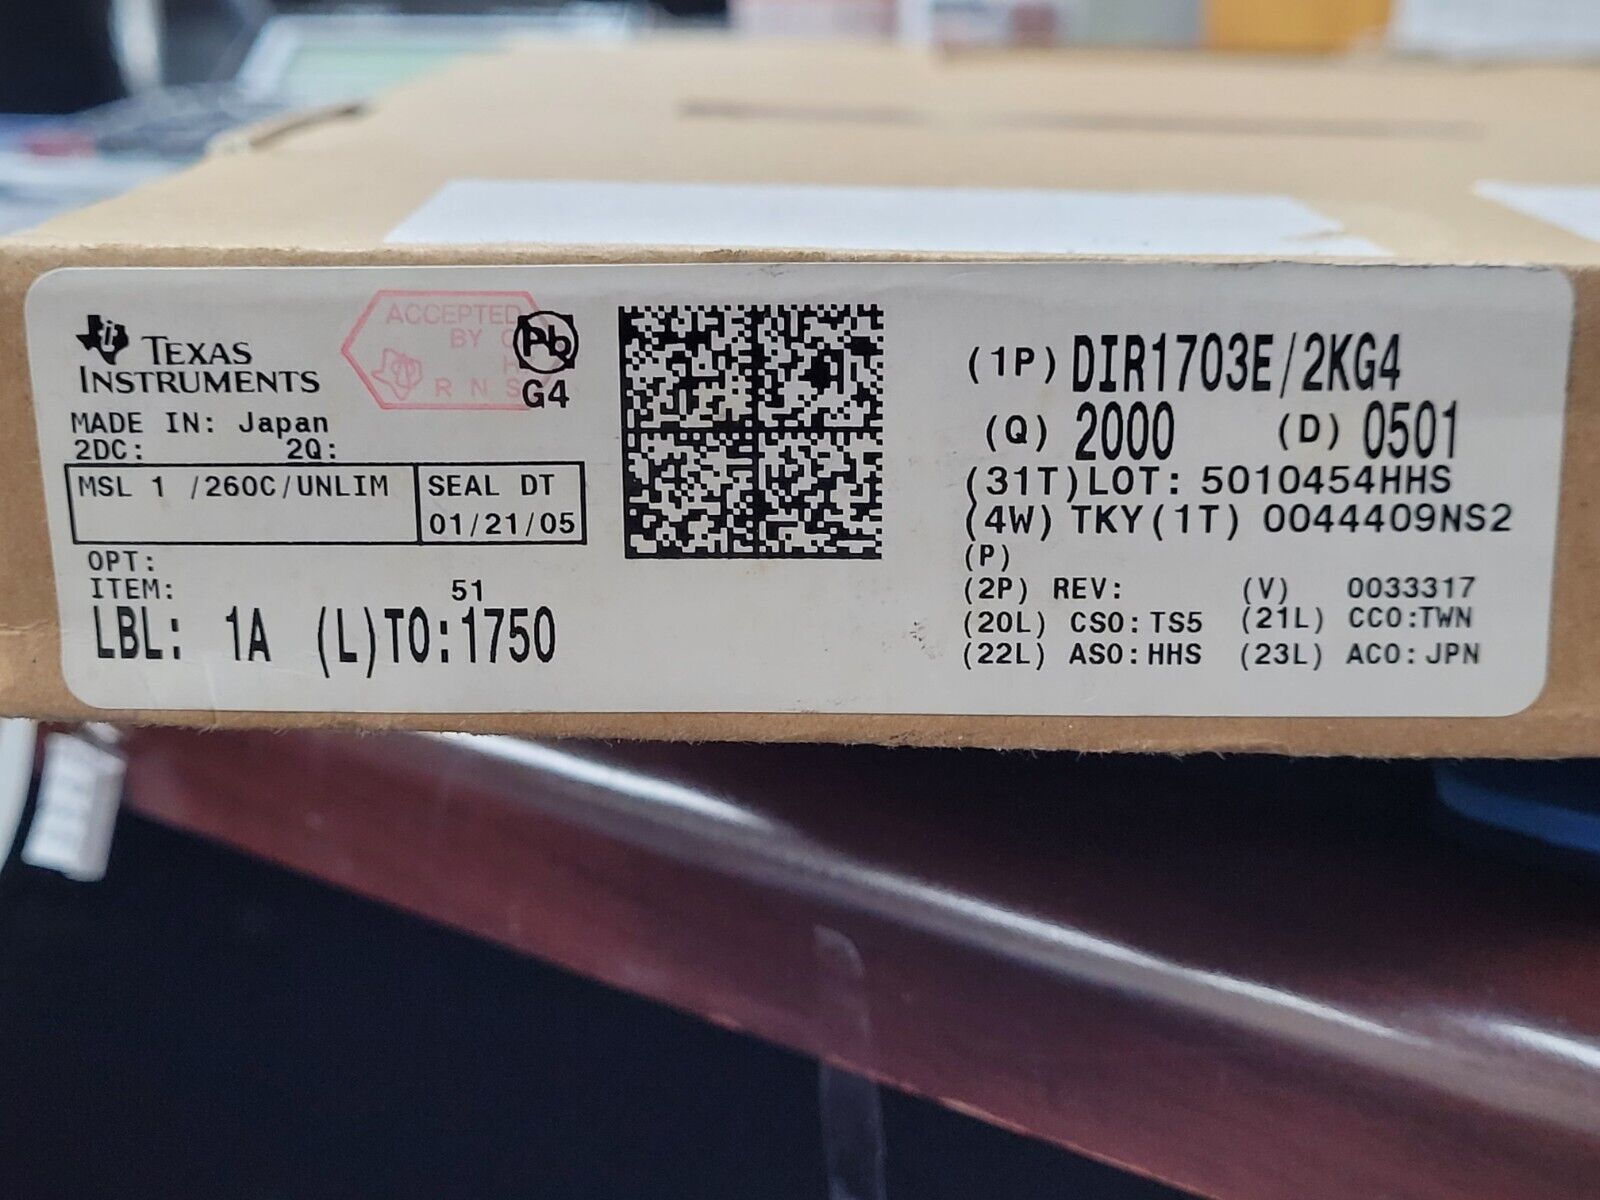 TEXAS
INSTRUMENTS
ACCEPTED
BY
R N S
Pb
G4
MADE IN: Japan
2DC: 2Q:
MSL 1 /260C/UNLIM
SEAL DT
01/21/05
OPT:
ITEM:
51
LBL: 1A (L)TO:1750
(1P) DIR1703E/2KG4
(Q) 2000 (D) 0501
(31T)LOT: 5010454HHS
(4W) TKY(1T) 0044409NS2
(P)
(2P) REV: (V) 0033317
(20L) CSO:TS5 (21L) CCO:TWN
(22L) ASO:HHS (23L) ACO:JPN